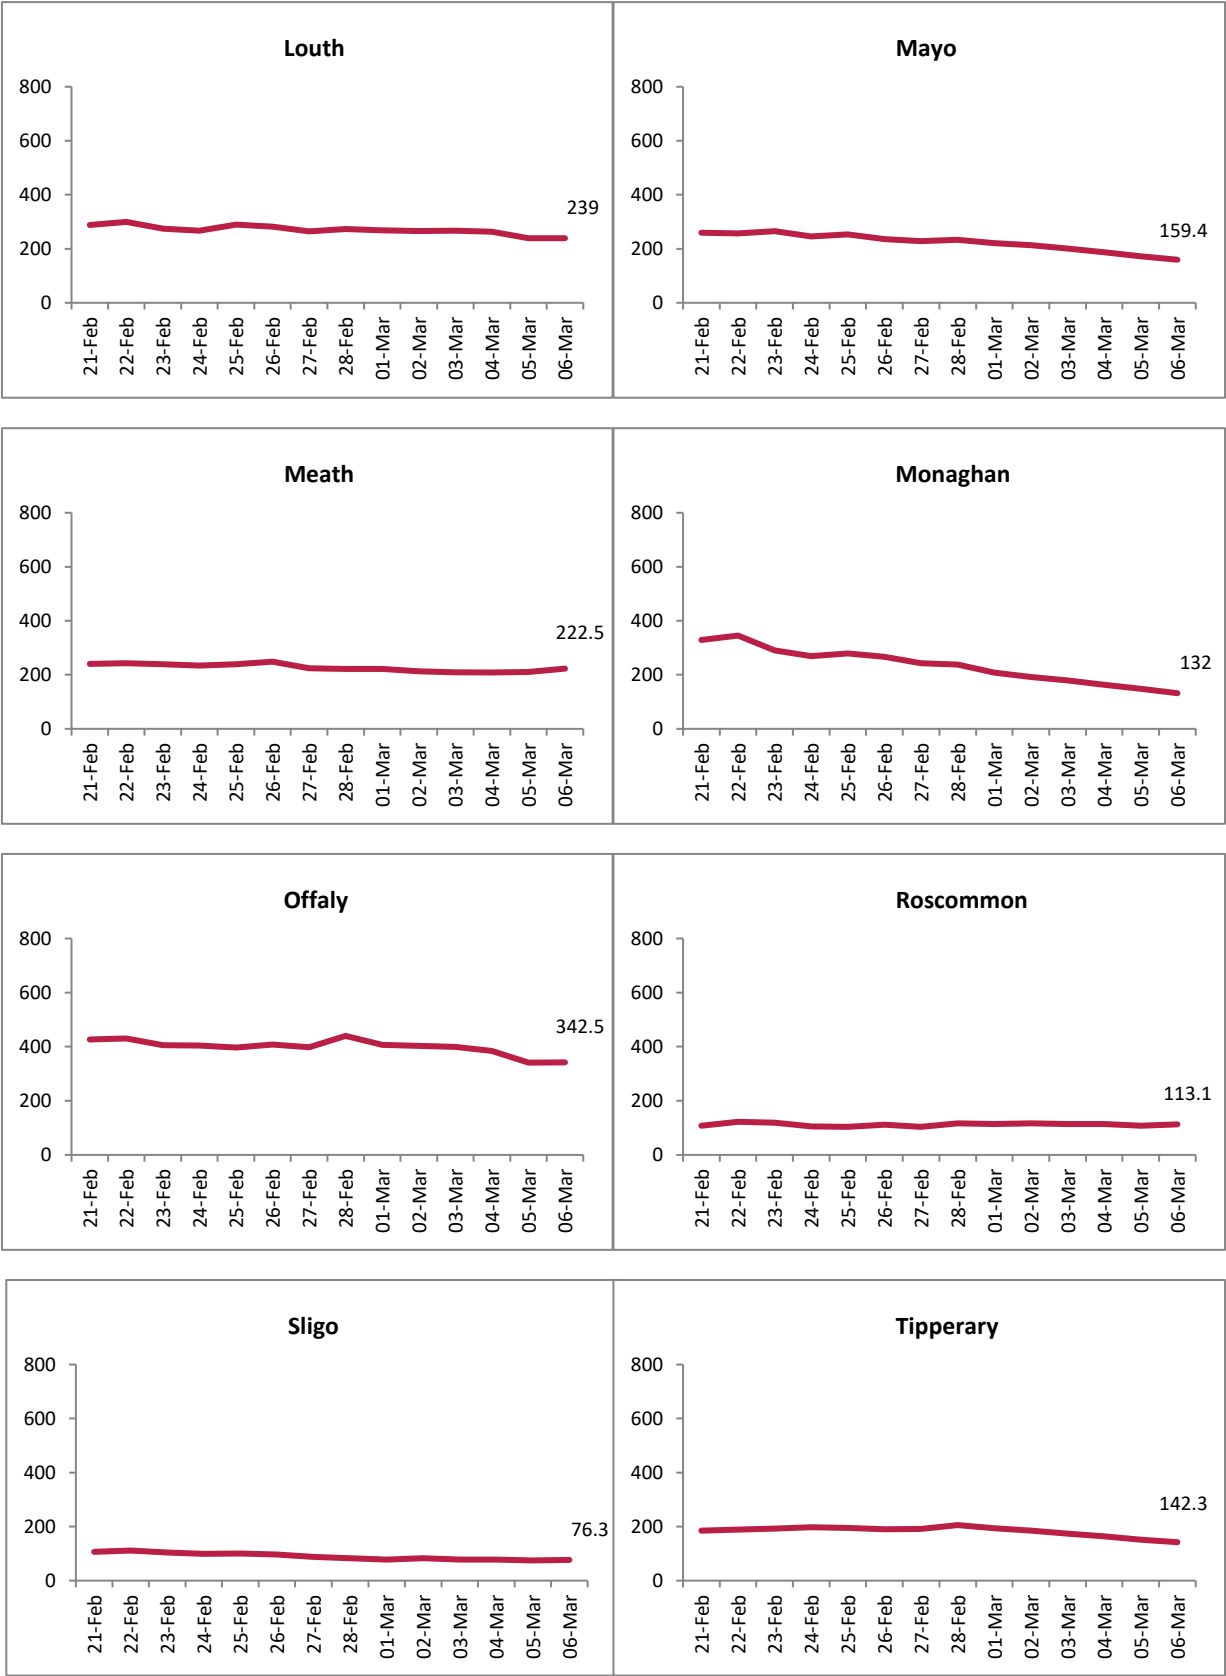 Louth
800
600
400
200
0
239
21-Feb
22-Feb
23-Feb
24-Feb
25-Feb
26-Feb
27-Feb
28-Feb
01-Mar
02-Mar
03-Mar
04-Mar
05-Mar
06-Mar
Mayo
800
600
400
200
0
159.4
21-Feb
22-Feb
23-Feb
24-Feb
25-Feb
26-Feb
27-Feb
28-Feb
01-Mar
02-Mar
03-Mar
04-Mar
05-Mar
06-Mar
Meath
800
600
400
200
0
222.5
21-Feb
22-Feb
23-Feb
24-Feb
25-Feb
26-Feb
27-Feb
28-Feb
01-Mar
02-Mar
03-Mar
04-Mar
05-Mar
06-Mar
Monaghan
800
600
400
200
0
132
21-Feb
22-Feb
23-Feb
24-Feb
25-Feb
26-Feb
27-Feb
28-Feb
01-Mar
02-Mar
03-Mar
04-Mar
05-Mar
06-Mar
Offaly
800
600
400
200
0
342.5
21-Feb
22-Feb
23-Feb
24-Feb
25-Feb
26-Feb
27-Feb
28-Feb
01-Mar
02-Mar
03-Mar
04-Mar
05-Mar
06-Mar
Roscommon
800
600
400
200
0
113.1
21-Feb
22-Feb
23-Feb
24-Feb
25-Feb
26-Feb
27-Feb
28-Feb
01-Mar
02-Mar
03-Mar
04-Mar
05-Mar
06-Mar
Sligo
800
600
400
200
0
76.3
21-Feb
22-Feb
23-Feb
24-Feb
25-Feb
26-Feb
27-Feb
28-Feb
01-Mar
02-Mar
03-Mar
04-Mar
05-Mar
06-Mar
Tipperary
800
600
400
200
0
142.3
21-Feb
22-Feb
23-Feb
24-Feb
25-Feb
26-Feb
27-Feb
28-Feb
01-Mar
02-Mar
03-Mar
04-Mar
05-Mar
06-Mar